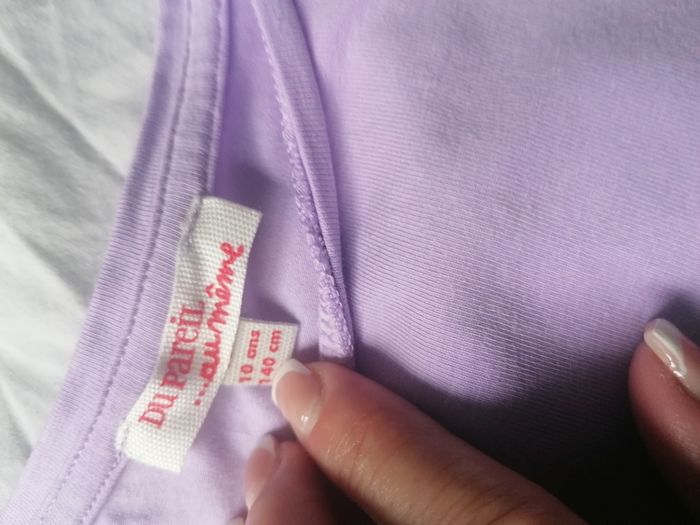 DU PAREIL
...au même
10 ans
140 cm